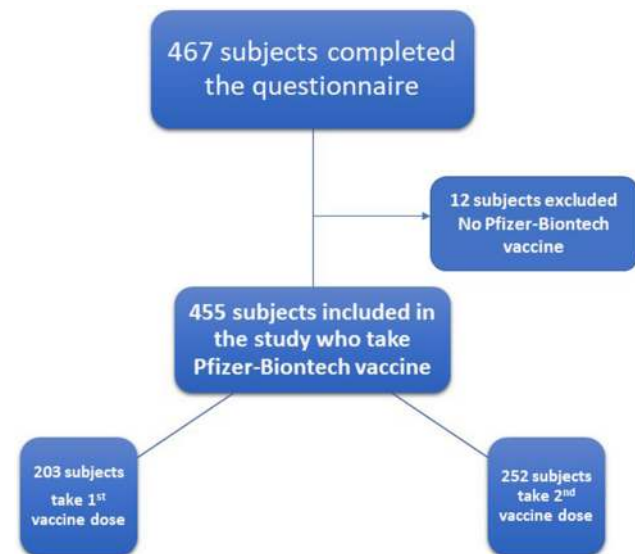 467 subjects completed
the questionnaire
12 subjects excluded
No Pfizer-Biontech
vaccine
455 subjects included in
the study who take
Pfizer-Biontech vaccine
203 subjects
take 1st
vaccine dose
252 subjects
take 2nd
vaccine dose